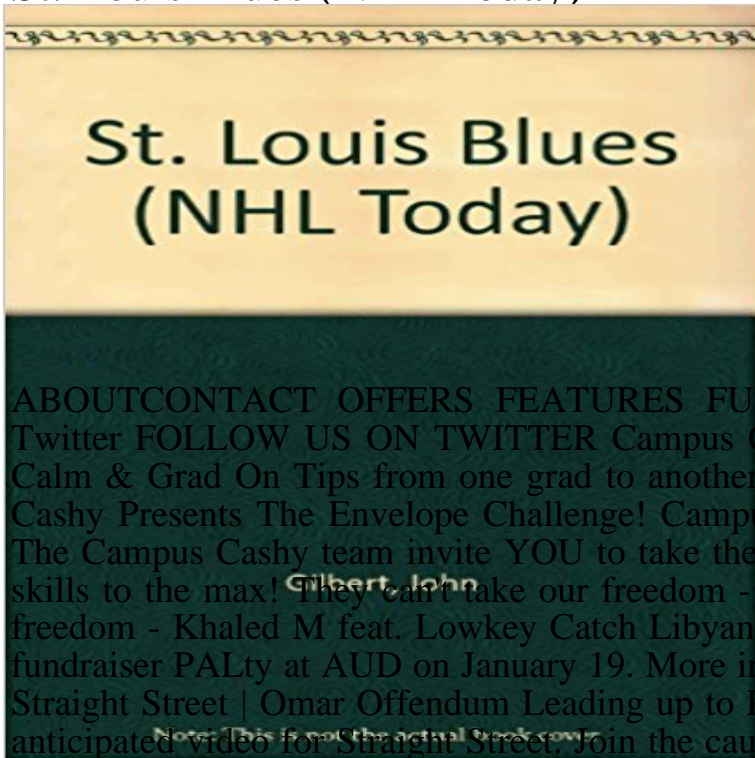 St. Louis Blues
(NHL Today)
ABOUTCONTACT OFFERS FEATURES
Twitter FOLLOW US ON TWITTER Campus
Calm & Grad On Tips from one grad to another
Cashy Presents The Envelope Challenge!
The Campus Cashy team invite YOU to take the
skills to the max! They can't take our freedom -
Gilbert, John
freedom - Khaled M feat. Lowkey Catch Libyan
fundraiser PALty at AUD on January 19. More
Straight Street | Omar Offendum Leading up to
anticipated video for Straight Street. Join the
Note: This is not the actual book cover